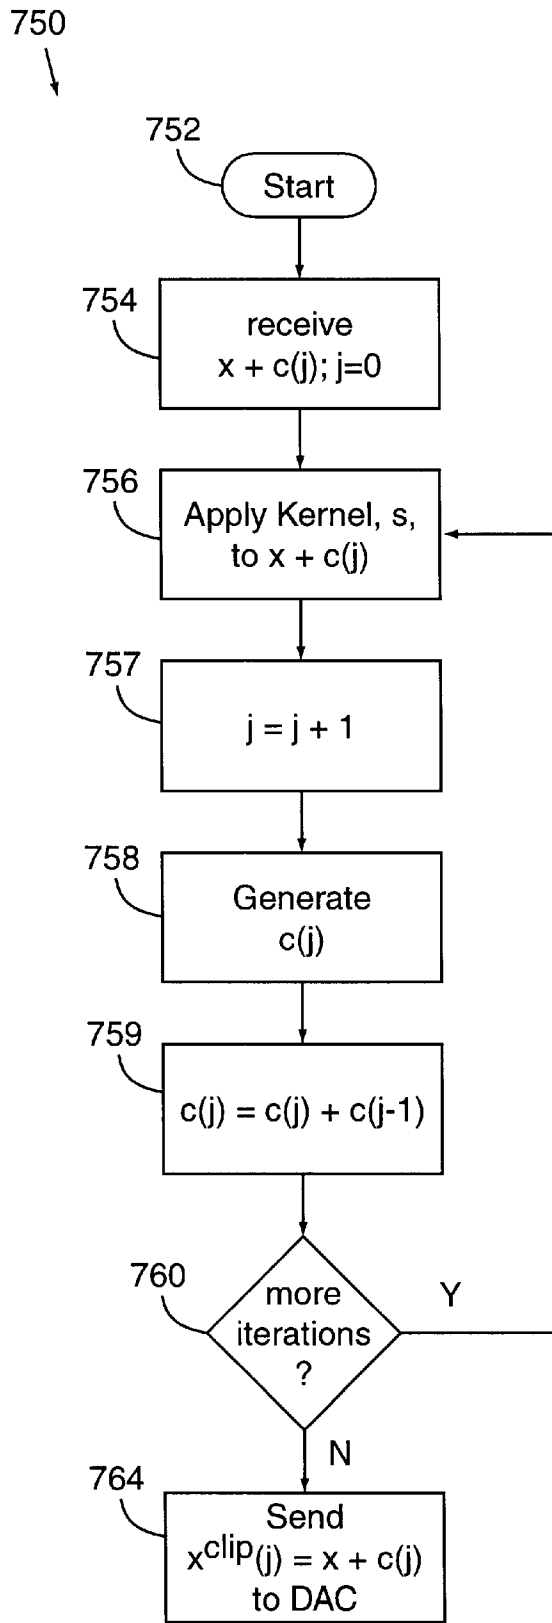 750
752
Start
754
receive
x + c(j); j=0
756
Apply Kernel, s,
to x + c(j)
757
j = j + 1
758
Generate
c(j)
759
c(j) = c(j) + c(j-1)
760
more
iterations
?
Y
N
764
Send
x^clip(j) = x + c(j)
to DAC